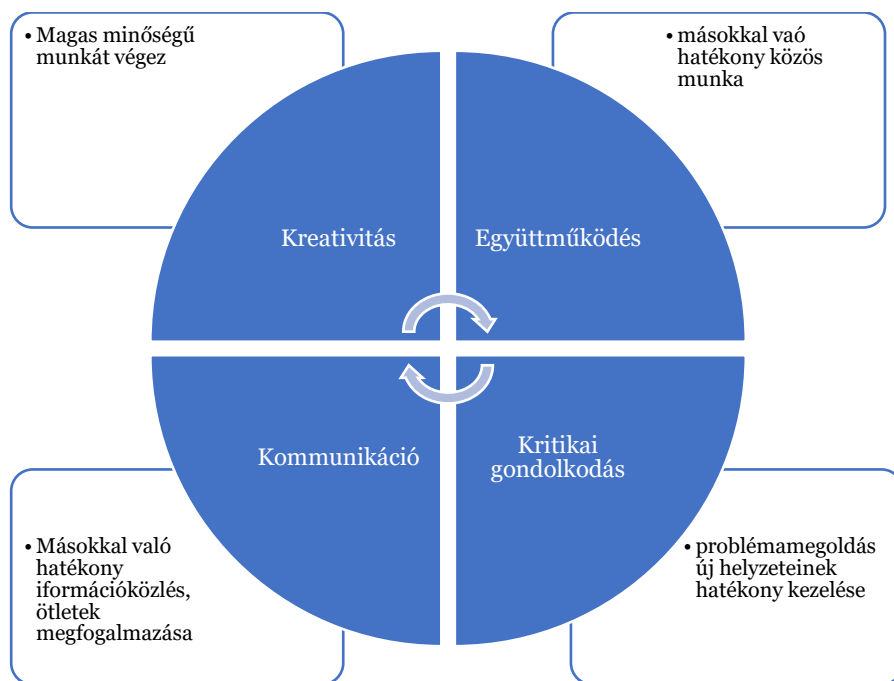 • Magas minőségű
munkát végez
• másokkal vaó
hatékony közös
munka
Kreativitás
Együttműködés
Kommunikáció
Kritikai
gondolkodás
• Másokkal való
hatékony
iformációközlés,
ötletek
megfogalmazása
• problémamegoldás
új helyzeteinek
hatékony kezelése